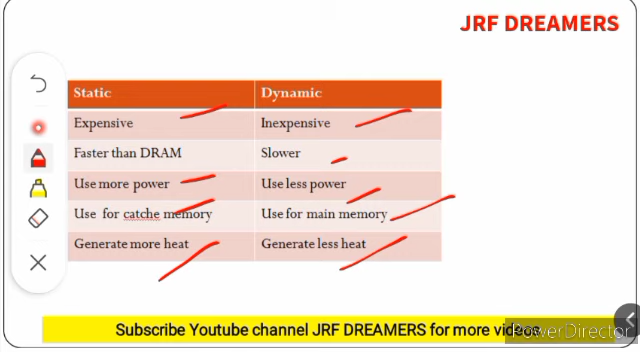 JRF DREAMERS
Static Dynamic
Expensive Inexpensive
Faster than DRAM Slower
Use more power Use less power
Use for catche memory Use for main memory
Generate more heat Generate less heat
Subscribe Youtube channel JRF DREAMERS for more videos
PowerDirector